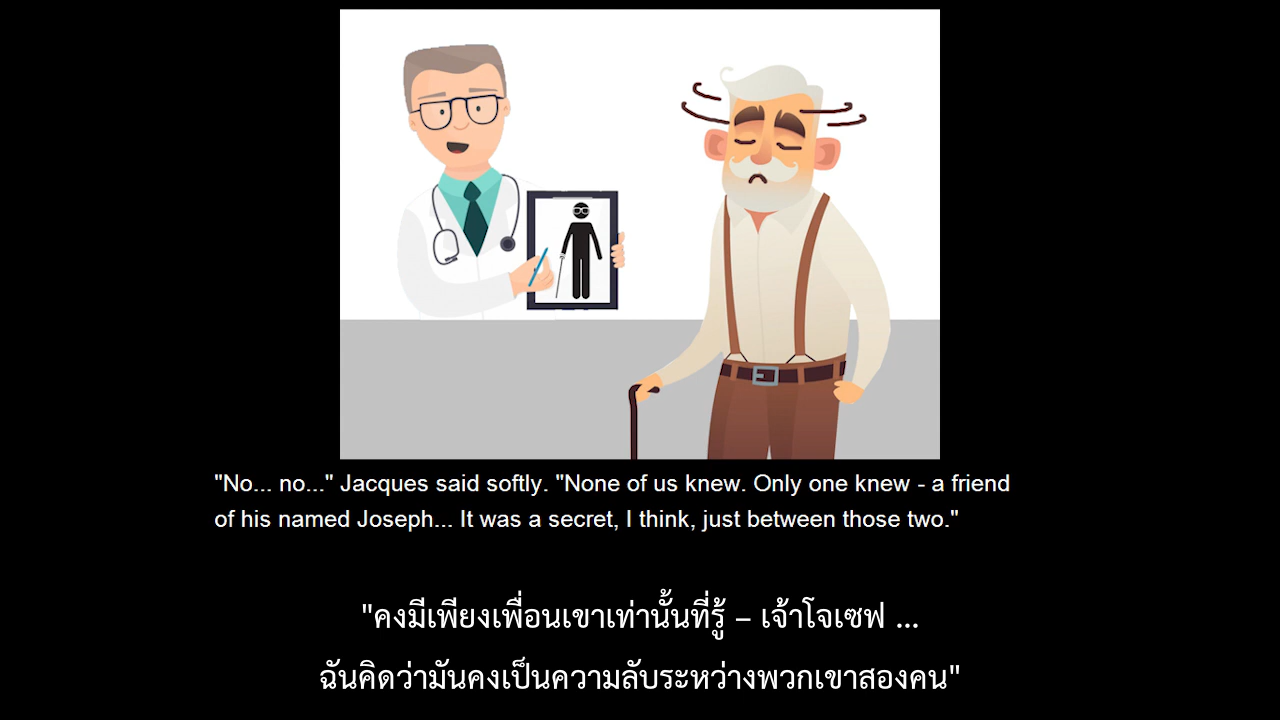 "No... no..." Jacques said softly. "None of us knew. Only one knew - a friend
of his named Joseph... It was a secret, I think, just between those two."
"คงมีเพียงเพื่อนเขาเท่านั้นที่รู้ – เจ้าโจเซฟ ...
ฉันคิดว่ามันคงเป็นความลับระหว่างพวกเขาสองคน"